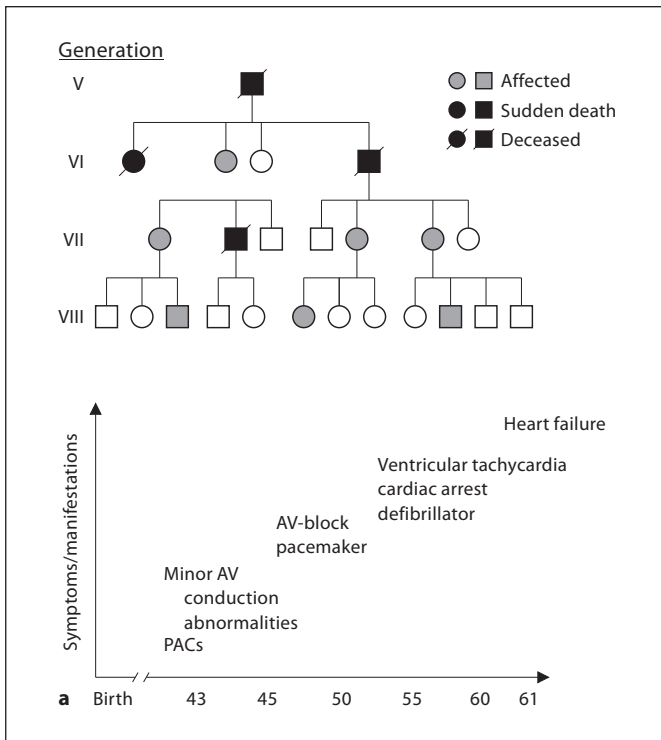 Generation
V
Affected
Sudden death
Deceased
VI
VII
VIII
Symptoms/manifestations
Heart failure
Ventricular tachycardia
cardiac arrest
defibrillator
AV-block
pacemaker
Minor AV
conduction
abnormalities
PACs
a Birth 43 45 50 55 60 61